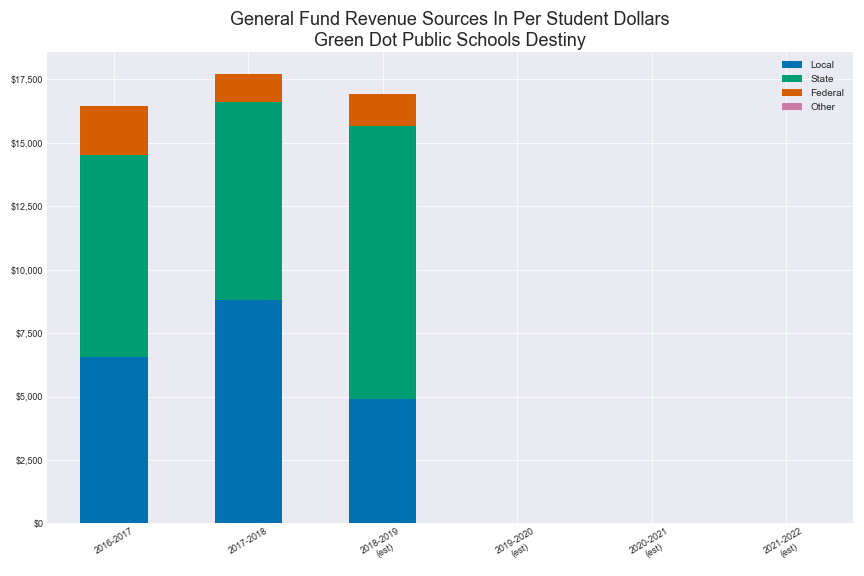 General Fund Revenue Sources In Per Student Dollars
Green Dot Public Schools Destiny
Local
State
Federal
Other
$17,500
$15,000
$12,500
$10,000
$7,500
$5,000
$2,500
$0
2016-2017
2017-2018
2018-2019
(est)
2019-2020
(est)
2020-2021
(est)
2021-2022
(est)